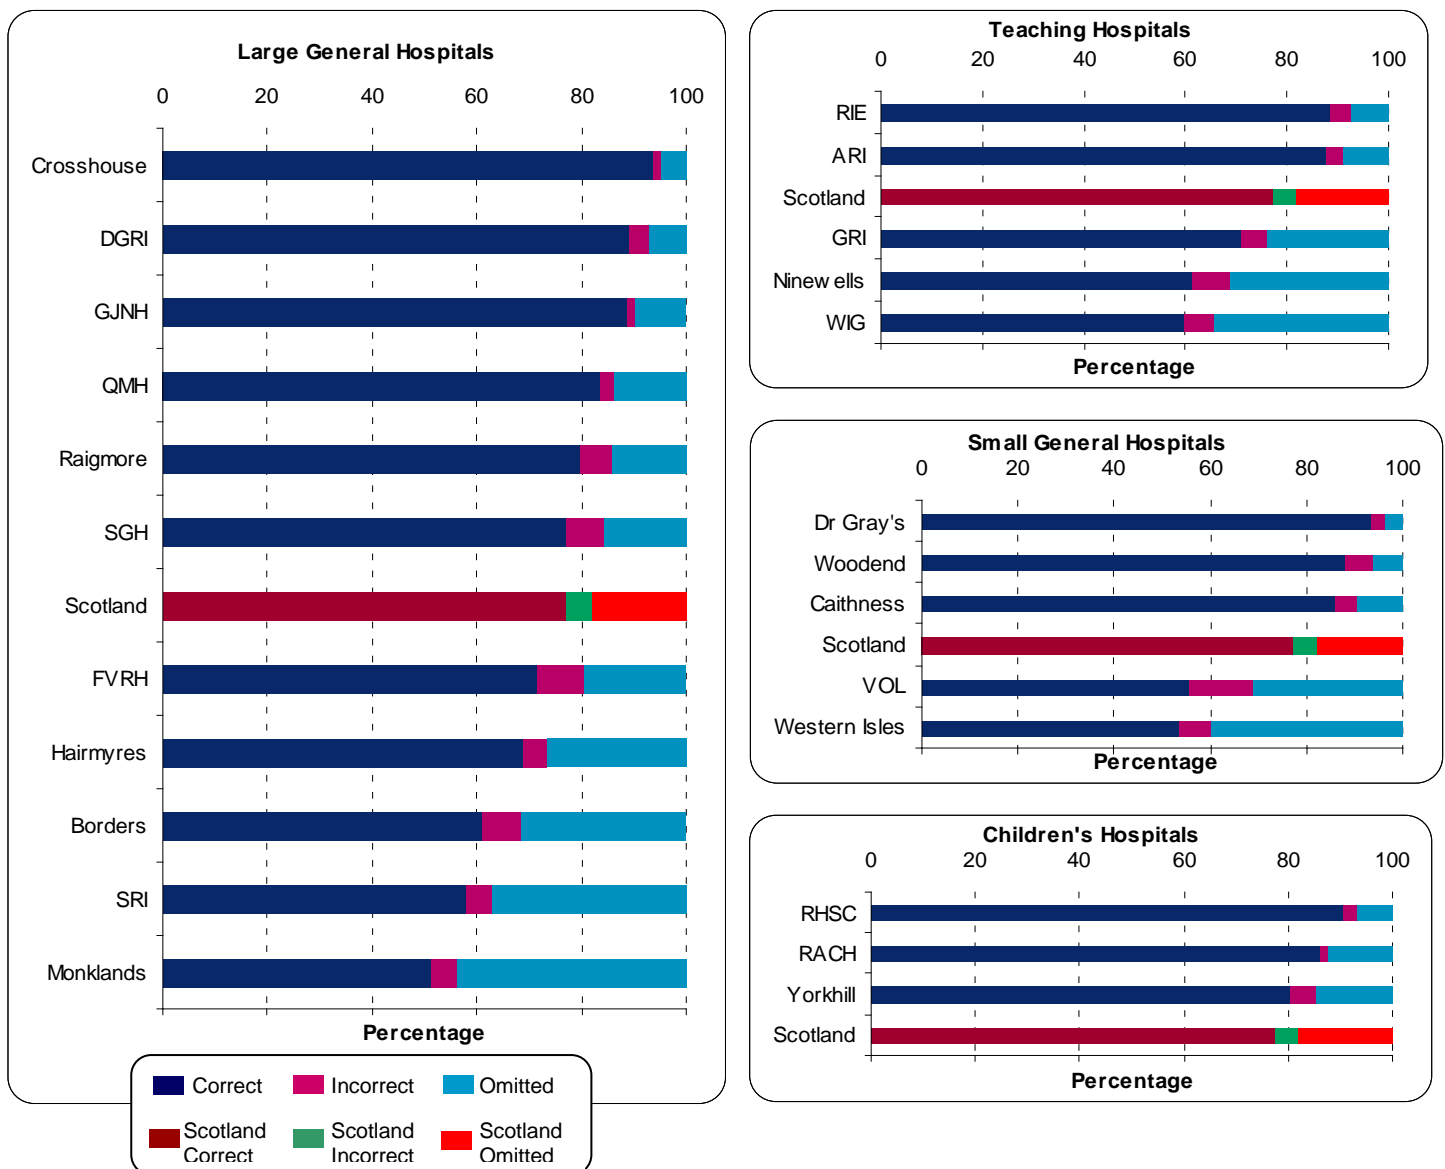 Large General Hospitals
0 20 40 60 80 100
Crosshouse
DGRI
GJNH
QMH
Raigmore
SGH
Scotland
FVRH
Hairmyres
Borders
SRI
Monklands
Percentage
Correct Incorrect Omitted
Scotland Correct
Scotland Incorrect
Scotland Omitted
Teaching Hospitals
0 20 40 60 80 100
RIE
ARI
Scotland
GRI
Ninewells
WIG
Percentage
Small General Hospitals
0 20 40 60 80 100
Dr Gray's
Woodend
Caithness
Scotland
VOL
Western Isles
Percentage
Children's Hospitals
0 20 40 60 80 100
RHSC
RACH
Yorkhill
Scotland
Percentage